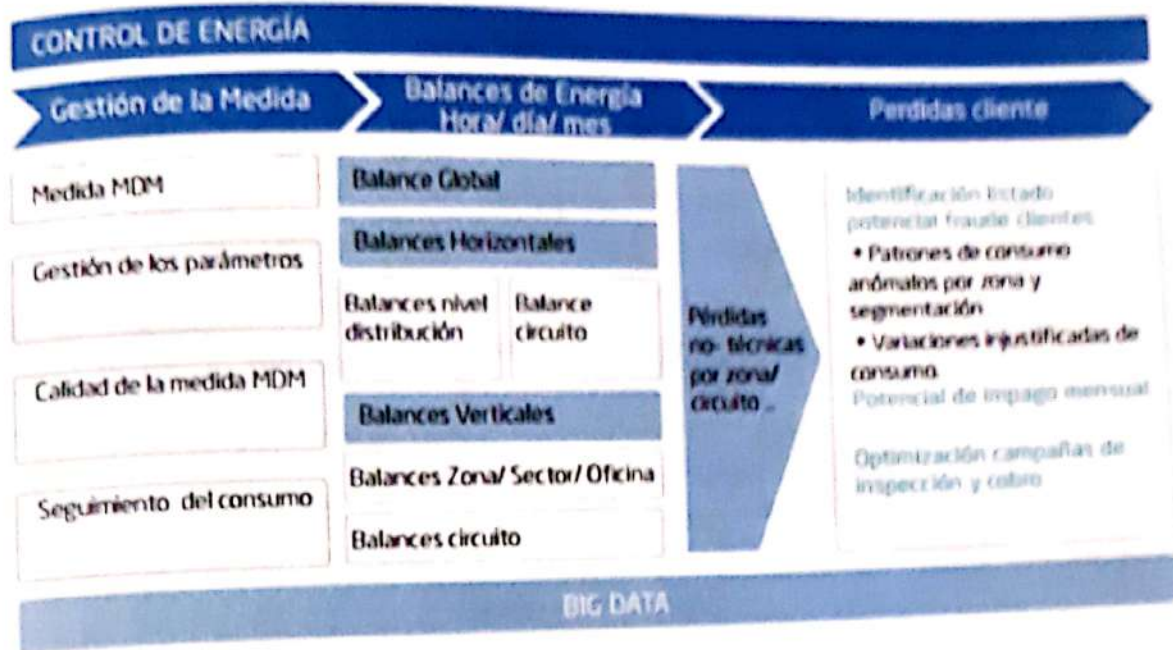 CONTROL DE ENERGÍA
Gestión de la Medida
Balances de Energía
Hora/ día/ mes
Perdidas cliente
Medida MDM
Gestión de los parámetros
Calidad de la medida MDM
Seguimiento del consumo
Balance Global
Balances Horizontales
Balances nivel
distribución
Balance
circuito
Balances Verticales
Balances Zona/ Sector/ Oficina
Balances circuito
Pérdidas
no- técnicas
por zona/
circuito ..
Identificación listado
potencial fraude clientes
• Patrones de consumo
anómalos por zona y
segmentación
• Variaciones injustificadas de
consumo.
Potencial de impago mensual
Optimización campañas de
inspección y cobro
BIG DATA